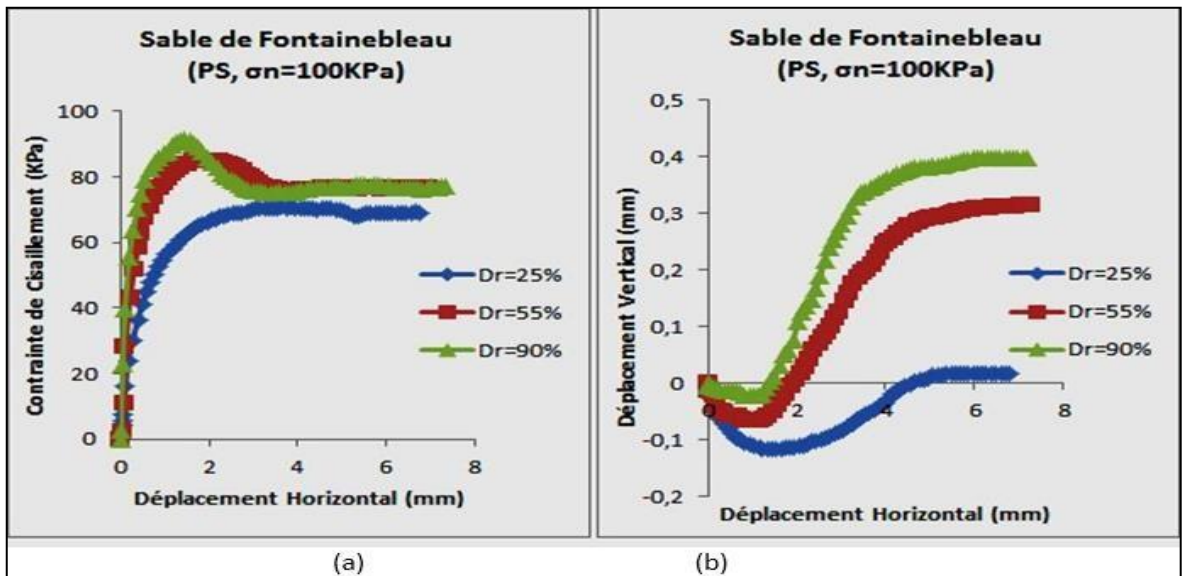 Sable de Fontainebleau
(PS, σn=100KPa)
100
80
60
40
20
0
0
2
4
6
8
Contrainte de Cisaillement (KPa)
Déplacement Horizontal (mm)
Dr=25%
Dr=55%
Dr=90%
(a)
Sable de Fontainebleau
(PS, σn=100KPa)
0,5
0,4
0,3
0,2
0,1
0
-0,1
-0,2
0
2
4
6
8
Déplacement Vertical (mm)
Déplacement Horizontal (mm)
Dr=25%
Dr=55%
Dr=90%
(b)